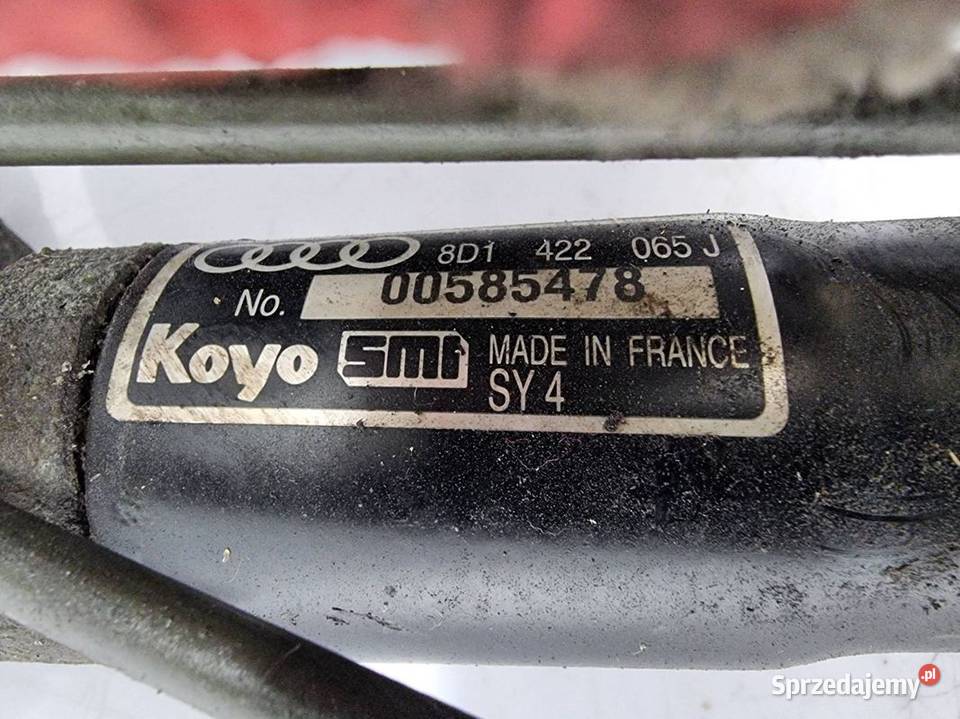 8D1 422 065 J
No. 00585478
Koyo smi MADE IN FRANCE
SY 4
Sprzedajemy.pl